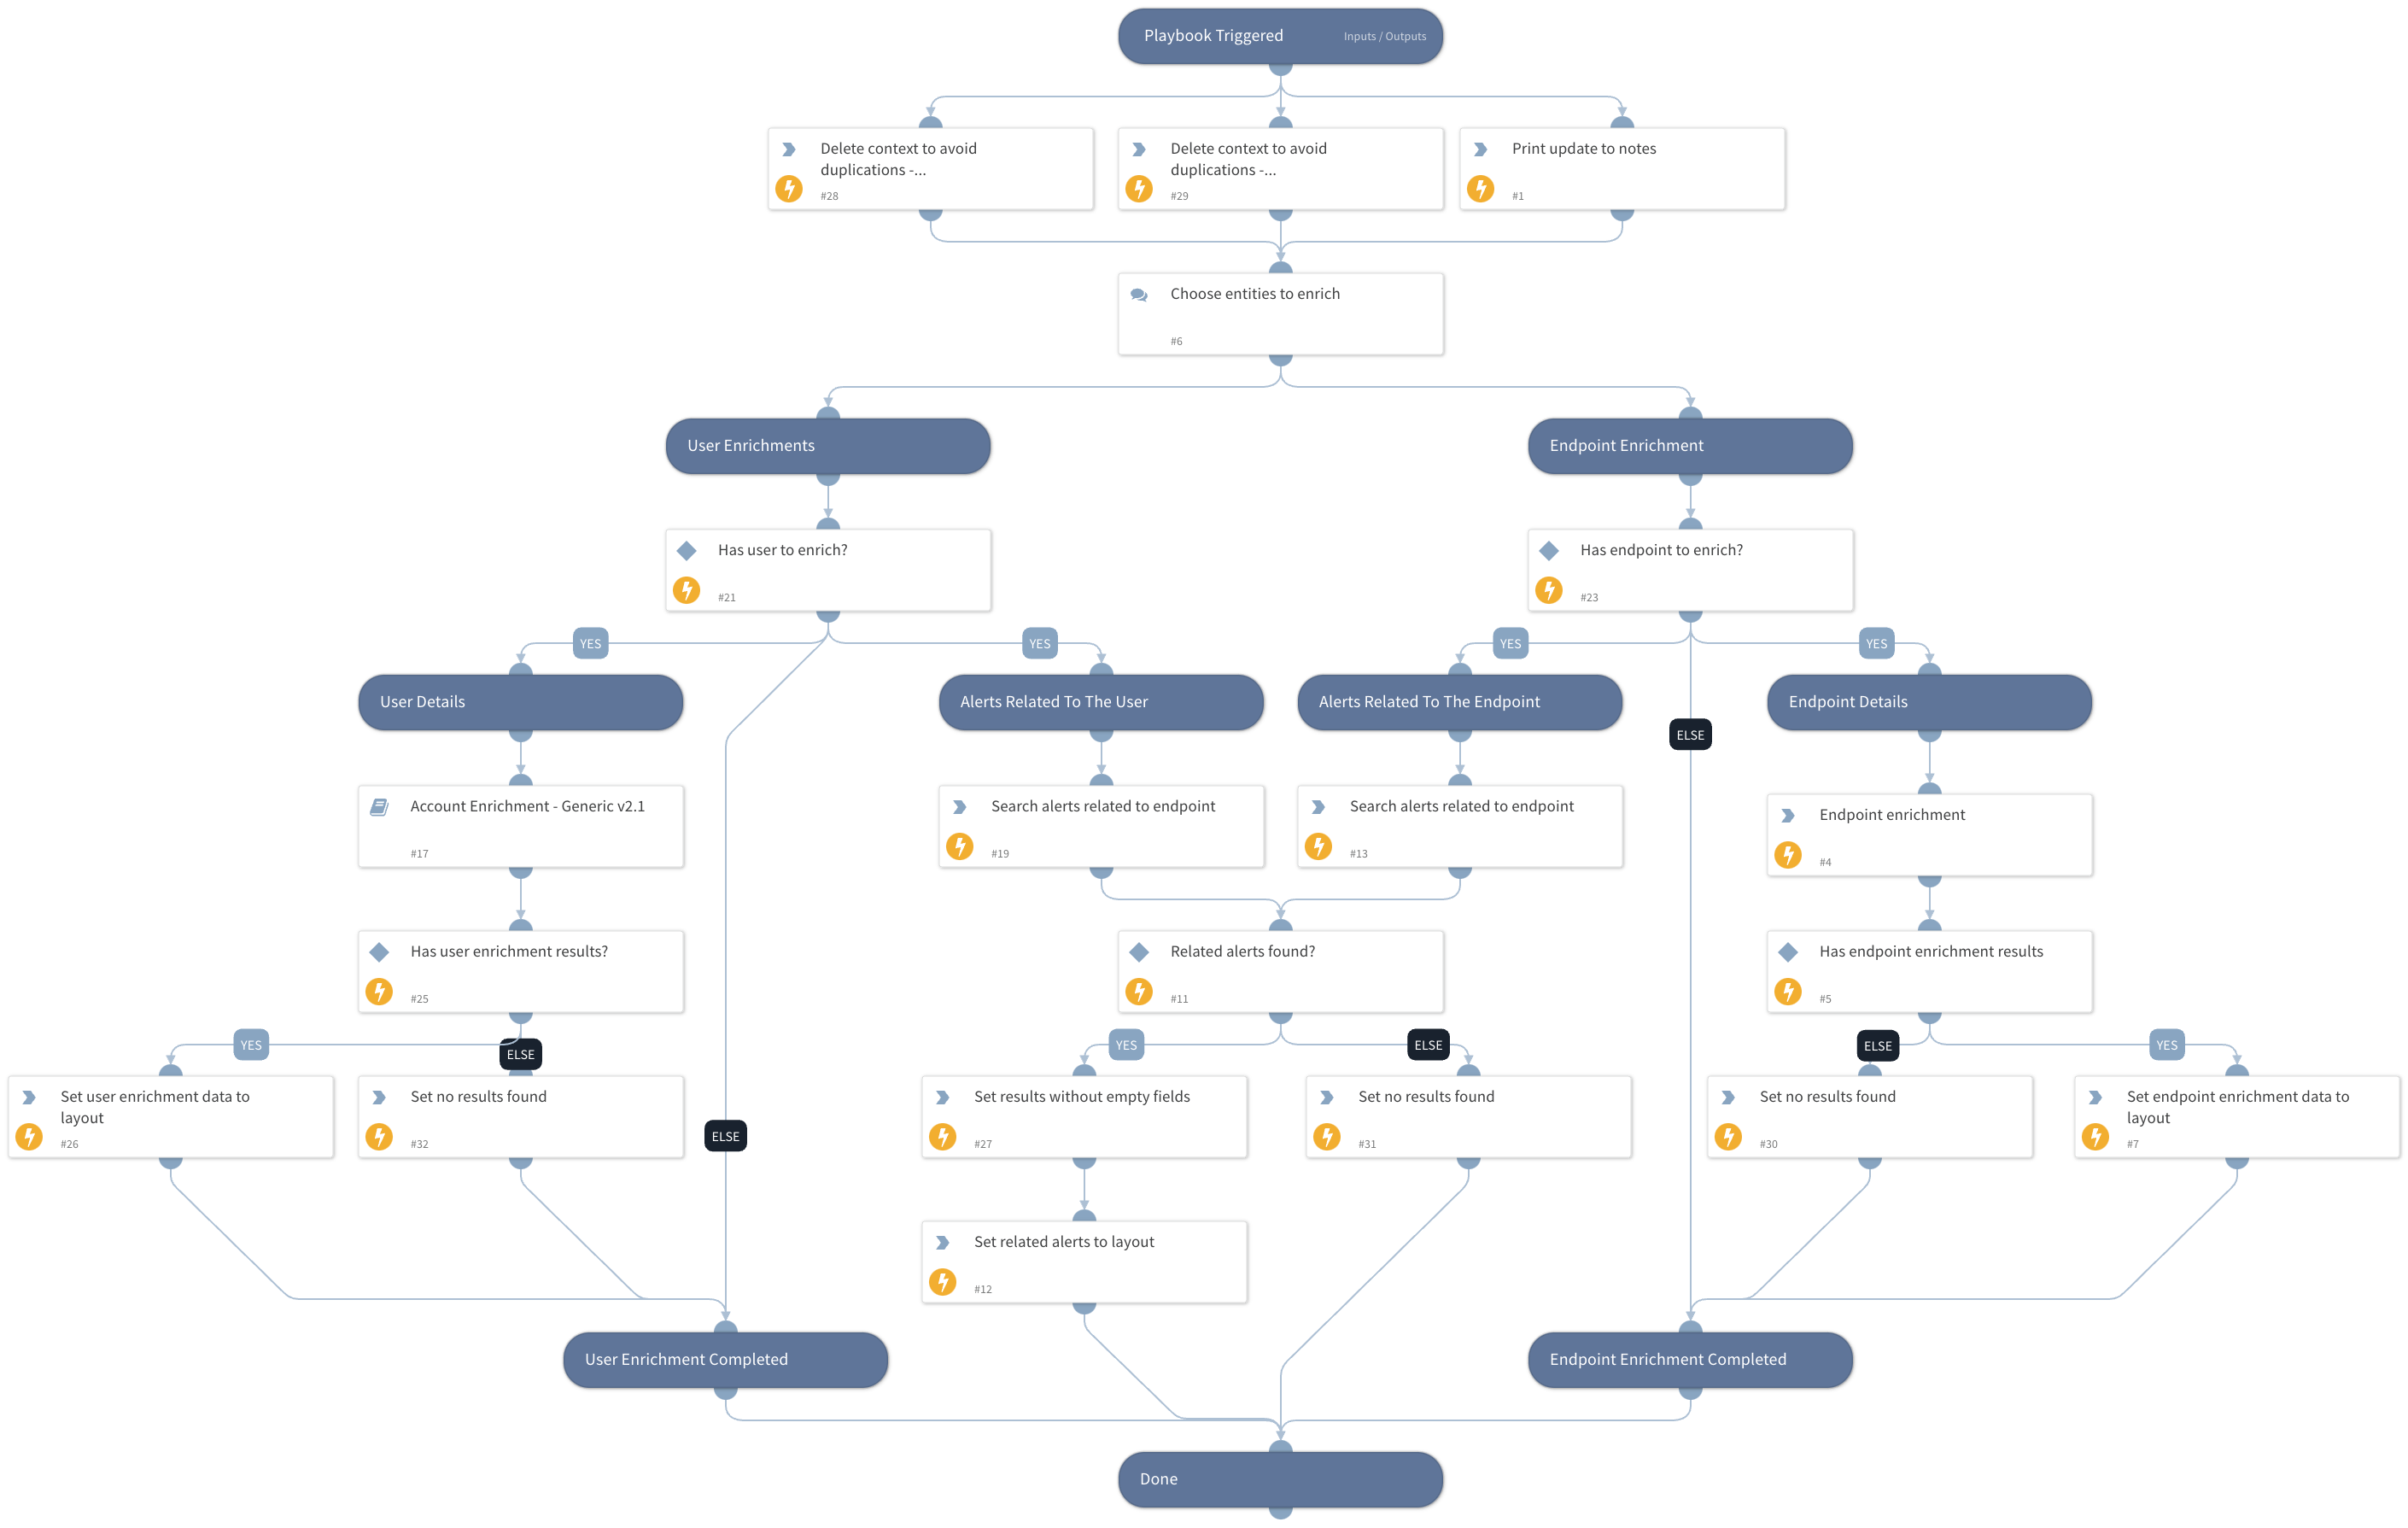 Playbook Triggered
Inputs / Outputs
Delete context to avoid
duplications -...
#28
Delete context to avoid
duplications -...
#29
Print update to notes
#1
Choose entities to enrich
#6
User Enrichments
Endpoint Enrichment
Has user to enrich?
#21
Has endpoint to enrich?
#23
YES
YES
YES
YES
User Details
Alerts Related To The User
Alerts Related To The Endpoint
ELSE
Endpoint Details
Account Enrichment - Generic v2.1
#17
Search alerts related to endpoint
#19
Search alerts related to endpoint
#13
Endpoint enrichment
#4
Has user enrichment results?
#25
Related alerts found?
#11
Has endpoint enrichment results
#5
YES
ELSE
YES
ELSE
ELSE
YES
Set user enrichment data to
layout
#26
Set no results found
#32
ELSE
Set results without empty fields
#27
Set no results found
#31
Set no results found
#30
Set endpoint enrichment data to
layout
#7
Set related alerts to layout
#12
User Enrichment Completed
Endpoint Enrichment Completed
Done